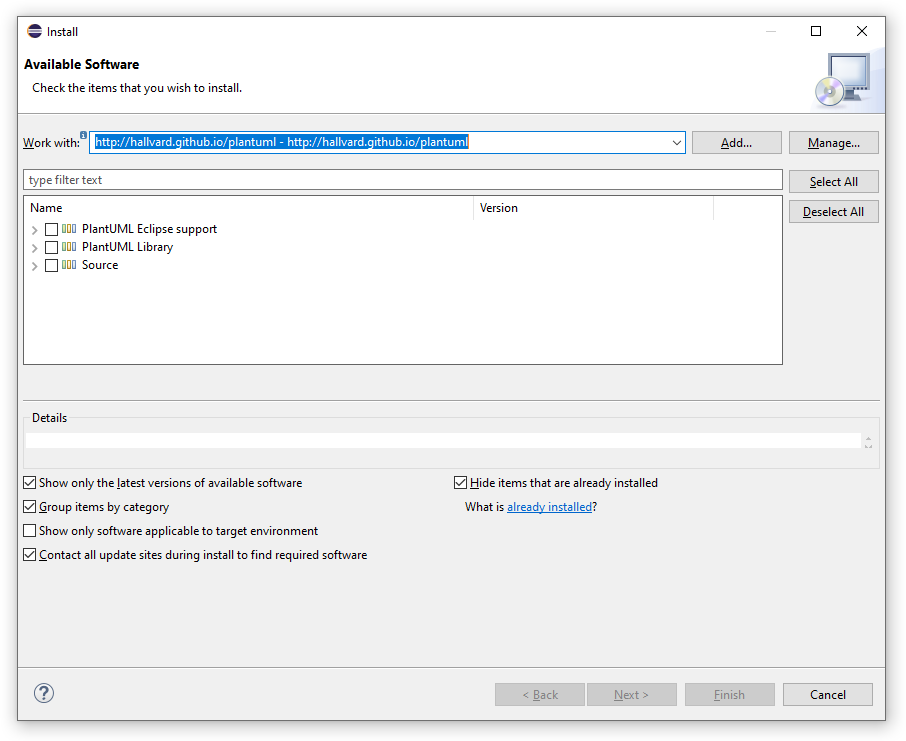 Install
Available Software
Check the items that you wish to install.
Work with: http://hallvard.github.io/plantuml - http://hallvard.github.io/plantuml Add... Manage...
type filter text Select All
Name Version Deselect All
PlantUML Eclipse support
PlantUML Library
Source
Details
Show only the latest versions of available software Hide items that are already installed
Group items by category What is already installed?
Show only software applicable to target environment
Contact all update sites during install to find required software
? < Back Next > Finish Cancel